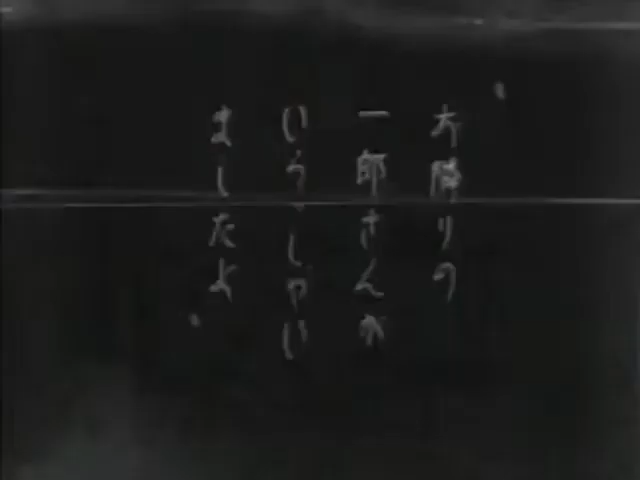 お隣りの
一郎さんが
いらっしゃい
ましたよ